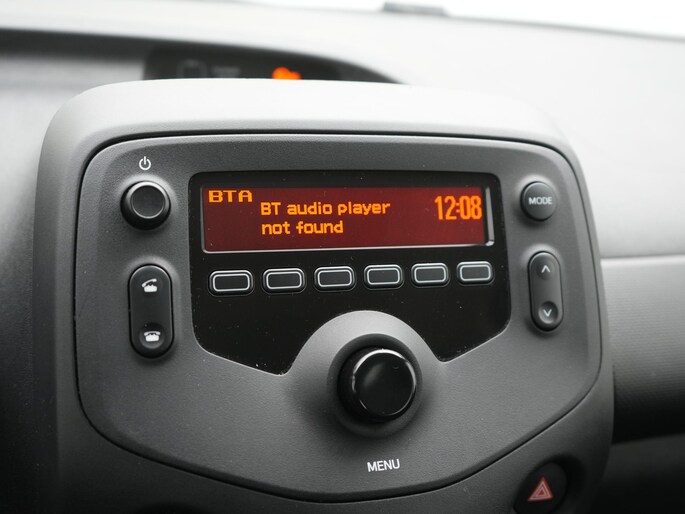 BTA
BT audio player
not found
12:08
MODE
MENU